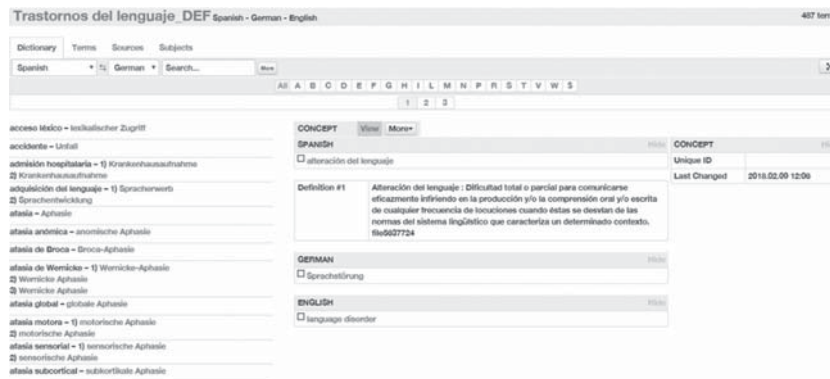 Trastornos del lenguaje_DEF Spanish - German - English
487 term
Dictionary Terms Sources Subjects
Spanish German Search... More
All A B C D E F G H I L M N P R S T V W S
1 2 3
acceso léxico – lexikalischer Zugriff
accidente – Unfall
admisión hospitalaria – 1) Krankenhausaufnahme
2) Krankenhausaufnahme
adquisición del lenguaje – 1) Spracherwerb
2) Sprachentwicklung
afasia – Aphasie
afasia anómica – anomische Aphasie
afasia de Broca – Broca-Aphasie
afasia de Wernicke – 1) Wernicke-Aphasie
2) Wernicke Aphasie
3) Wernicke Aphasie
afasia global – globale Aphasie
afasia motora – 1) motorische Aphasie
2) motorische Aphasie
afasia sensorial – 1) sensorische Aphasie
2) sensorische Aphasie
afasia subcortical – subkortikale Aphasie
CONCEPT View More+
SPANISH Hide
alteración del lenguaje
Definition #1 Alteración del lenguaje : Dificultad total o parcial para comunicarse
eficazmente infiriendo en la producción y/o la comprensión oral y/o escrita
de cualquier frecuencia de locuciones cuando éstas se desvían de las
normas del sistema lingüístico que caracteriza un determinado contexto.
file5837724
GERMAN Hide
Sprachstörung
ENGLISH Hide
language disorder
CONCEPT
Unique ID
Last Changed 2018.02.09 12:06